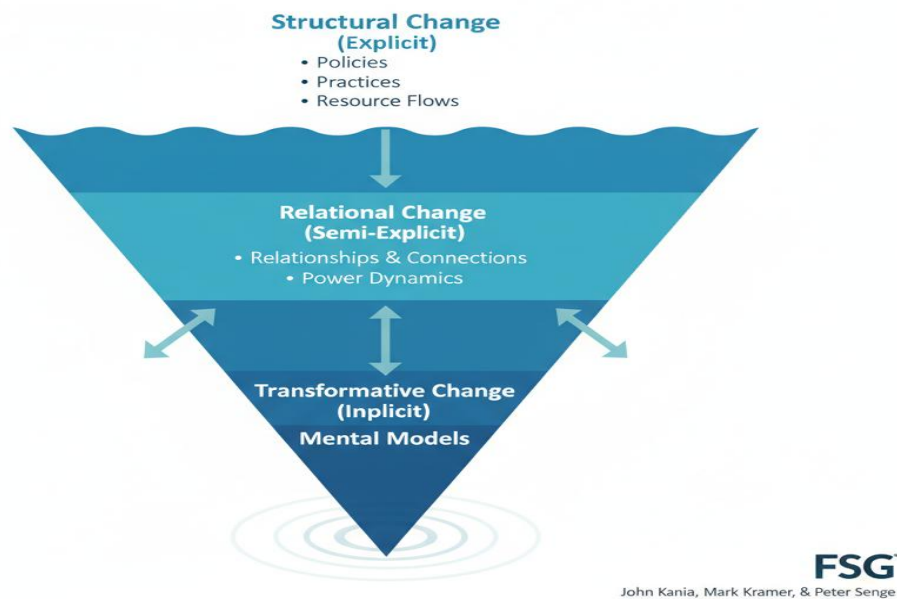 Structural Change
(Explicit)
• Policies
• Practices
• Resource Flows
Relational Change
(Semi-Explicit)
• Relationships & Connections
• Power Dynamics
Transformative Change
(Inplicit)
Mental Models
FSG
John Kania, Mark Kramer, & Peter Senge